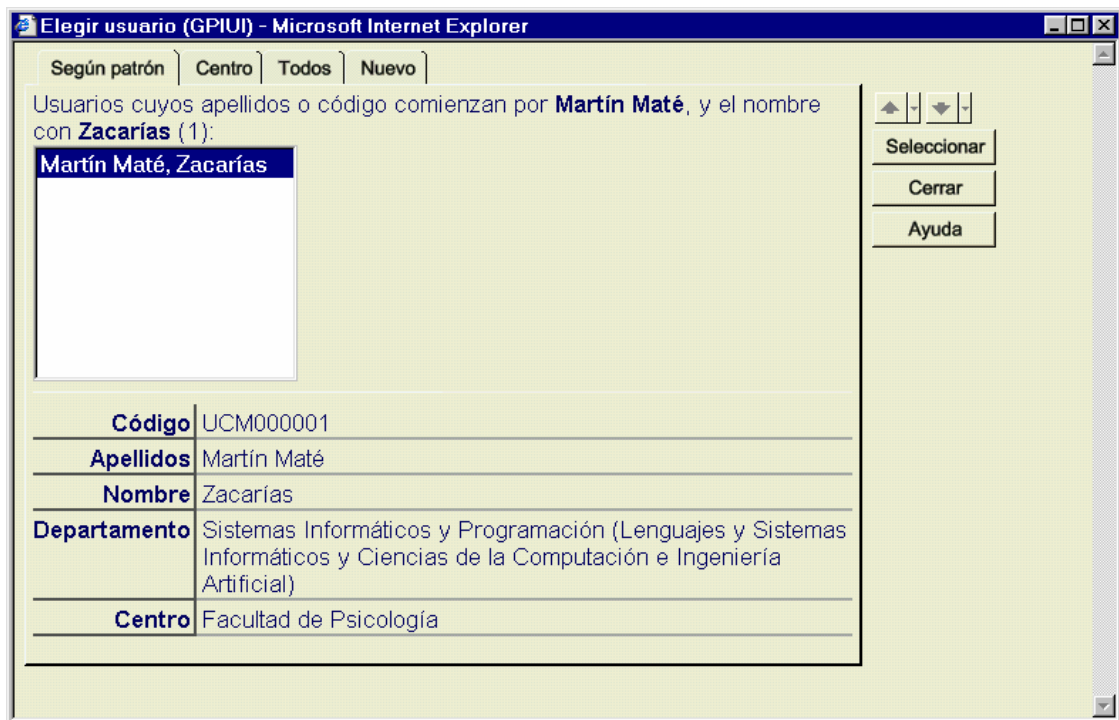 Elegir usuario (GPIUI) - Microsoft Internet Explorer
Según patrón Centro Todos Nuevo
Usuarios cuyos apellidos o código comienzan por Martín Maté, y el nombre
con Zacarías (1):
Martín Maté, Zacarías
Seleccionar
Cerrar
Ayuda
Código UCM000001
Apellidos Martín Maté
Nombre Zacarías
Departamento Sistemas Informáticos y Programación (Lenguajes y Sistemas
Informáticos y Ciencias de la Computación e Ingeniería
Artificial)
Centro Facultad de Psicología